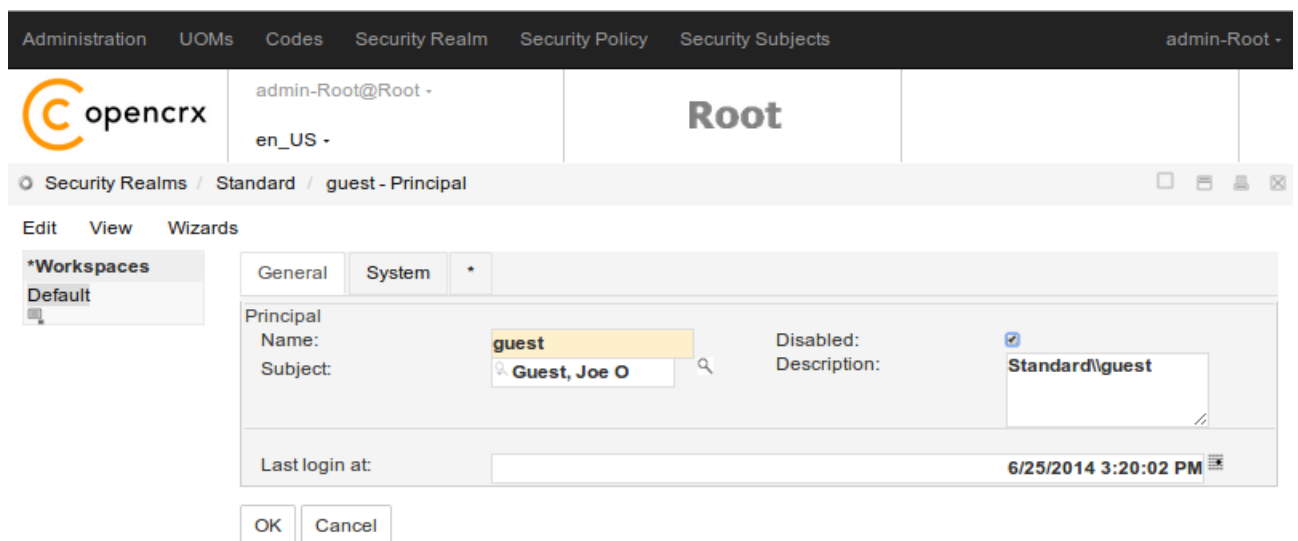 Administration UOMs Codes Security Realm Security Policy Security Subjects admin-Root -
opencrx
admin-Root@Root -
en_US -
Root
Security Realms / Standard / guest - Principal
Edit View Wizards
*Workspaces
Default
General System *
Principal
Name: guest Disabled:
Subject: Guest, Joe O Description: Standard\\guest
Last login at: 6/25/2014 3:20:02 PM
OK Cancel